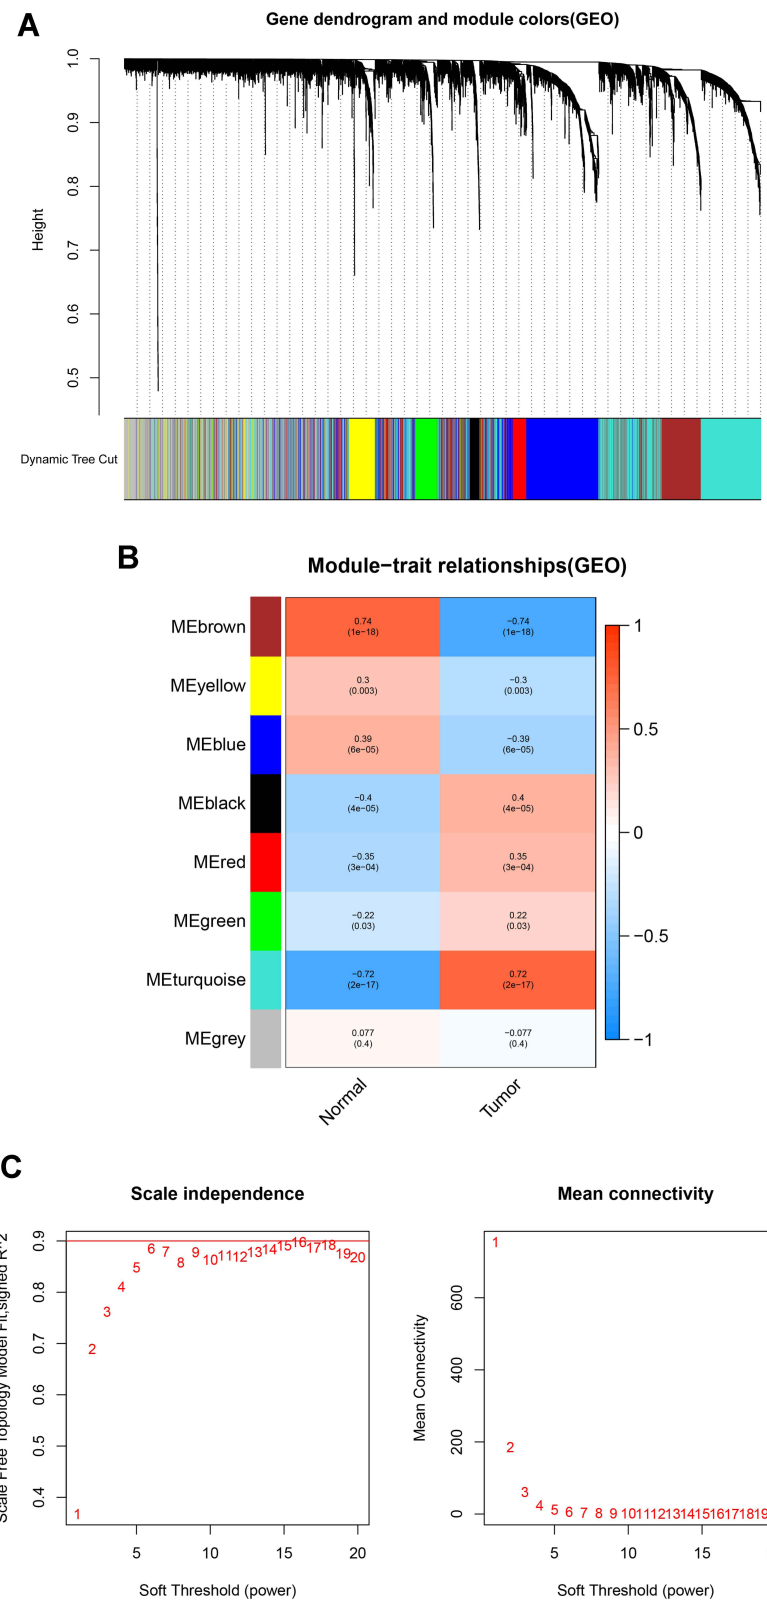 A
Gene dendrogram and module colors(GEO)
Height
1.0
0.9
0.8
0.7
0.6
0.5
Dynamic Tree Cut
B
Module−trait relationships(GEO)
MEbrown
0.74
(1e−18)
−0.74
(1e−18)
MEyellow
0.3
(0.003)
−0.3
(0.003)
MEblue
0.39
(6e−05)
−0.39
(6e−05)
MEblack
−0.4
(4e−05)
0.4
(4e−05)
MEred
−0.35
(3e−04)
0.35
(3e−04)
MEgreen
−0.22
(0.03)
0.22
(0.03)
MEturquoise
−0.72
(2e−17)
0.72
(2e−17)
MEgrey
0.077
(0.4)
−0.077
(0.4)
1
0.5
0
−0.5
−1
Normal
Tumor
C
Scale independence
Scale Free Topology Model Fit,signed R^2
0.9
0.8
0.7
0.6
0.5
0.4
1
2
3
4
5
6
7
8
9
10
11
12
13
14
15
16
17
18
19
20
5
10
15
20
Soft Threshold (power)
Mean connectivity
Mean Connectivity
600
400
200
0
1
2
3
4
5
6
7
8
9
10
11
12
13
14
15
16
17
18
19
5
10
15
Soft Threshold (power)